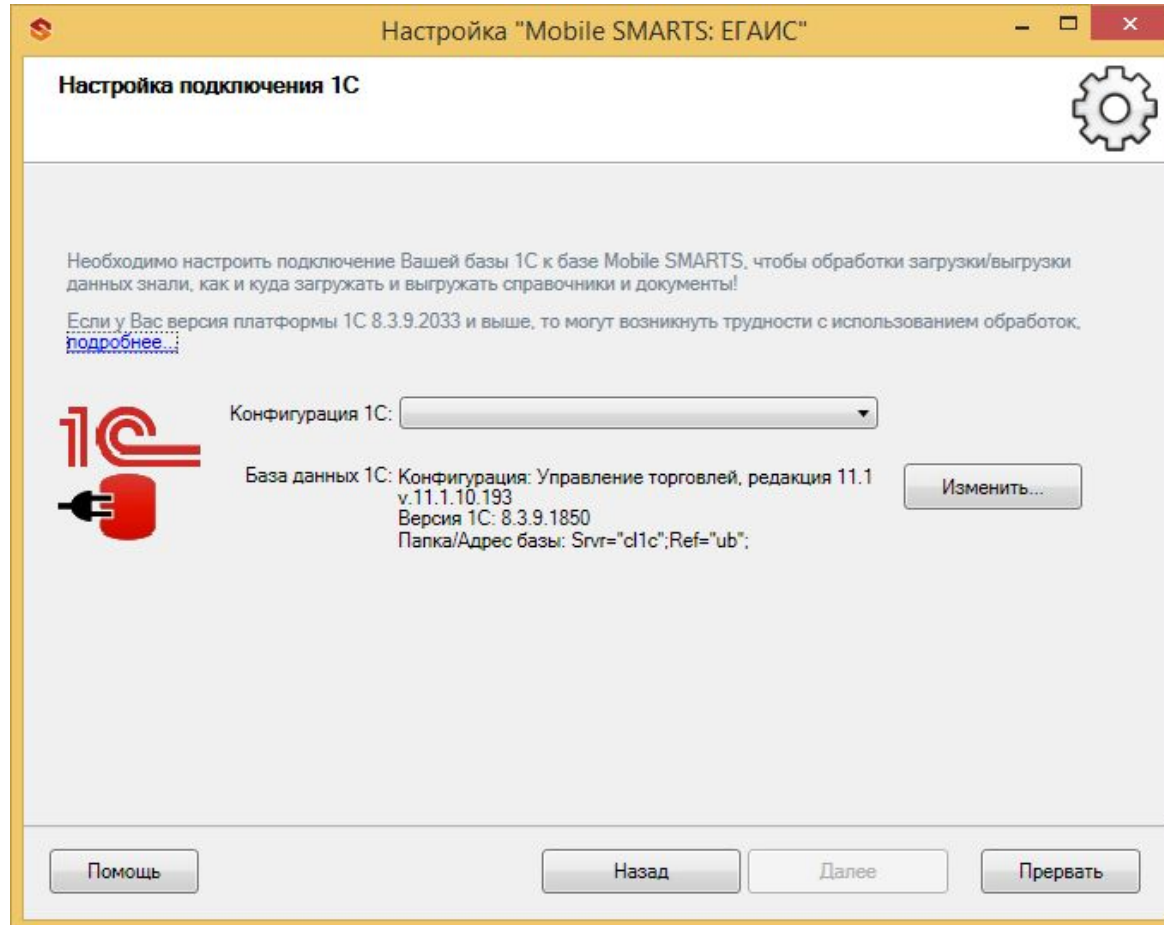 Настройка "Mobile SMARTS: ЕГАИС"
Настройка подключения 1С
Необходимо настроить подключение Вашей базы 1С к базе Mobile SMARTS, чтобы обработки загрузки/выгрузки
данных знали, как и куда загружать и выгружать справочники и документы!
Если у Вас версия платформы 1С 8.3.9.2033 и выше, то могут возникнуть трудности с использованием обработок,
подробнее...
1С
Конфигурация 1С:
База данных 1С: Конфигурация: Управление торговлей, редакция 11.1
v.11.1.10.193
Версия 1С: 8.3.9.1850
Папка/Адрес базы: Srvr="cl1c";Ref="ub";
Изменить...
Помощь
Назад
Далее
Прервать